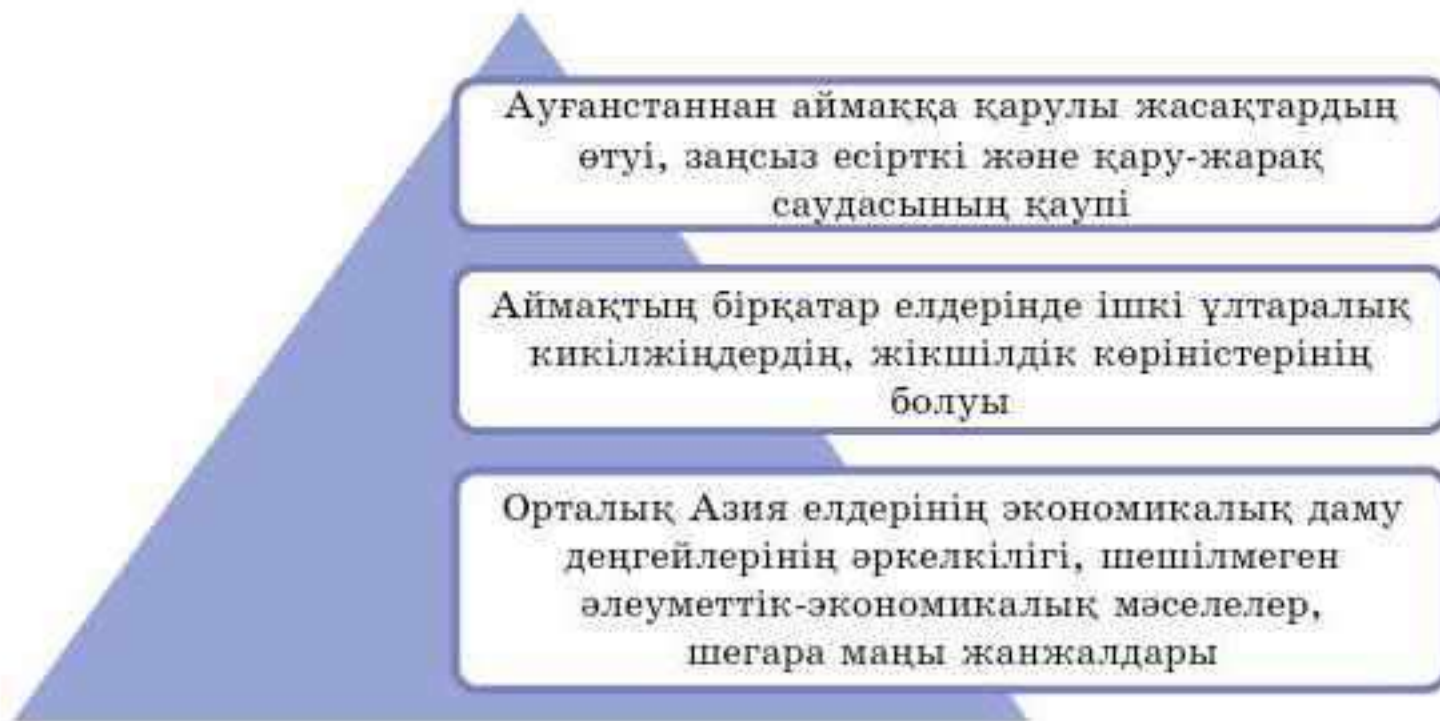 Ауғанстаннан аймаққа қарулы жасақтардың
өтуі, заңсыз есірткі және қару-жарақ
саудасының қаупі
Аймақтың бірқатар елдерінде ішкі ұлтаралық
кикілжіңдердің, жікшілдік көріністерінің
болуы
Орталық Азия елдерінің экономикалық даму
деңгейлерінің әркелкілігі, шешілмеген
әлеуметтік-экономикалық мәселелер,
шегара маңы жанжалдары